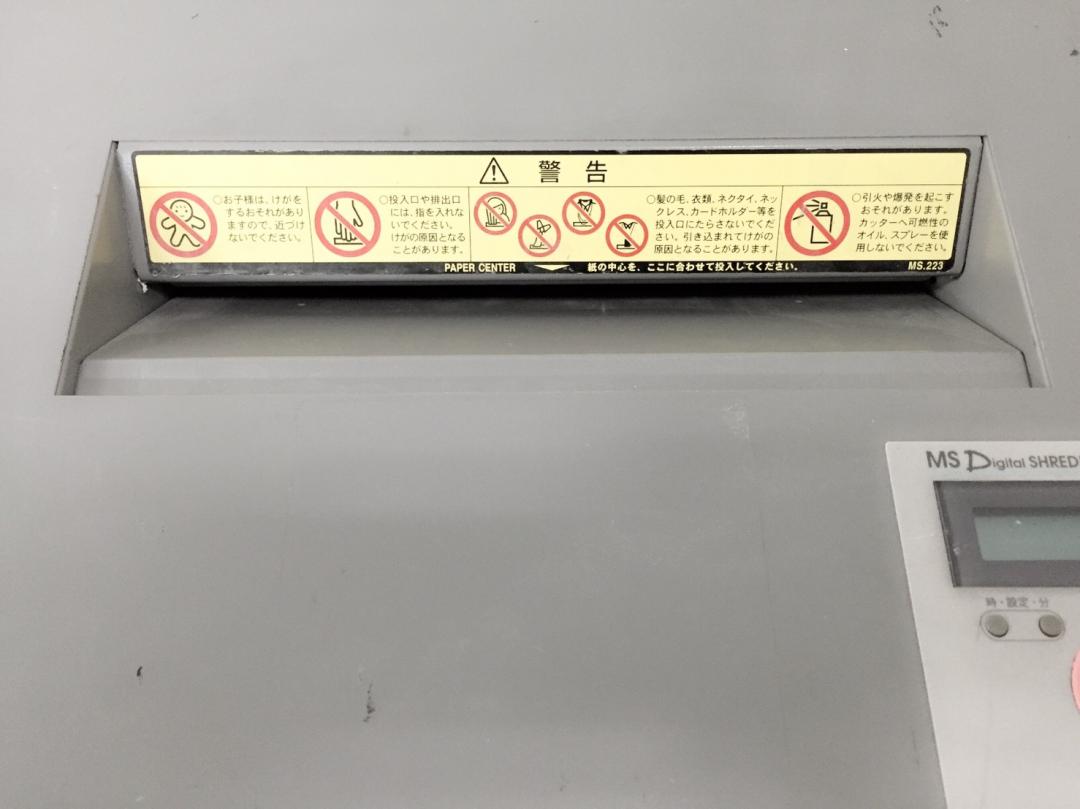 警告
○お子様は、けがを
するおそれがあり
ますので、近づけ
ないでください。
○投入口や排出口
には、指を入れな
いでください。
けがの原因となる
ことがあります。
○髪の毛、衣類、ネクタイ、ネッ
クレス、カードホルダー等を
投入口にたらさないでくだ
さい。引き込まれてけがの
原因となることがあります。
○引火や爆発を起こす
おそれがあります。
カッターへ可燃性の
オイル、スプレーを使
用しないでください。
PAPER CENTER 紙の中心を、ここに合わせて投入してください。 MS.223
MS Digital SHRED
時・設定・分